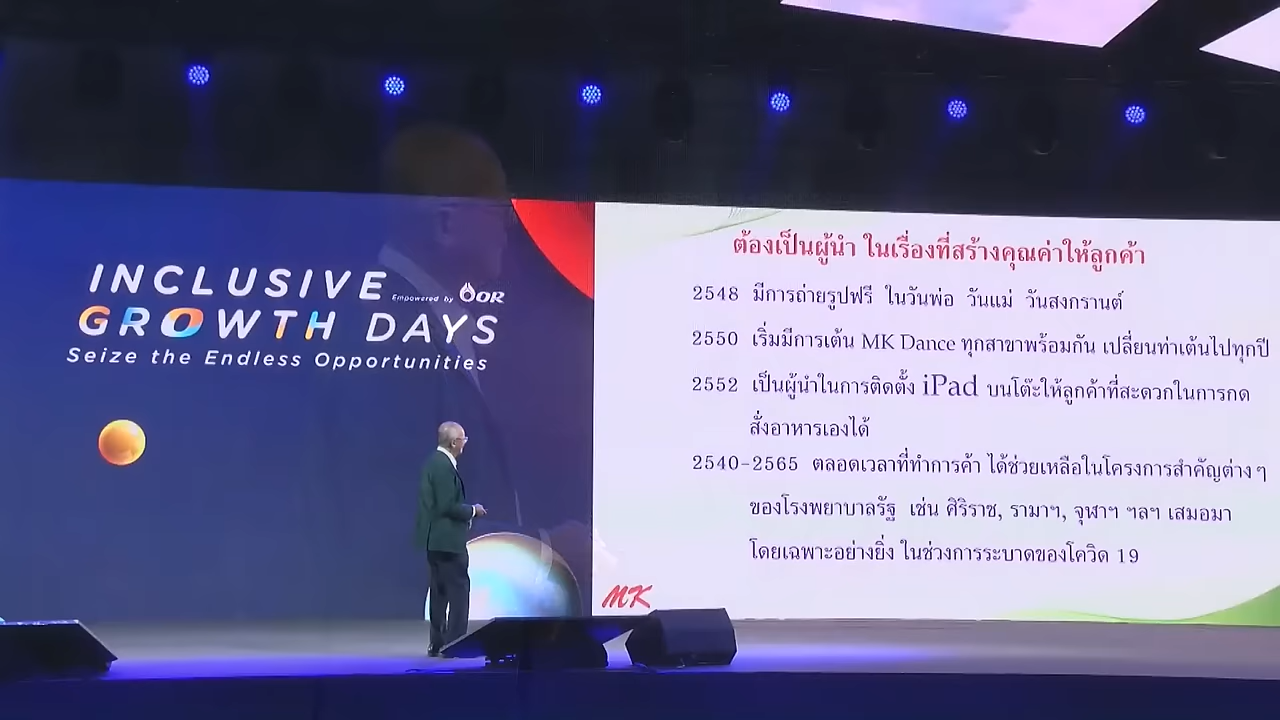 INCLUSIVE
Empowered by OR
GROWTH DAYS
Seize the Endless Opportunities
ต้องเป็นผู้นำ ในเรื่องที่สร้างคุณค่าให้ลูกค้า
2548 มีการถ่ายรูปฟรี ในวันพ่อ วันแม่ วันสงกรานต์
2550 เริ่มมีการเต้น MK Dance ทุกสาขาพร้อมกัน เปลี่ยนท่าเต้นไปทุกปี
2552 เป็นผู้นำในการติดตั้ง iPad บนโต๊ะให้ลูกค้าที่สะดวกในการกด
สั่งอาหารเองได้
2540-2565 ตลอดเวลาที่ทำการค้า ได้ช่วยเหลือในโครงการสำคัญต่างๆ
ของโรงพยาบาลรัฐ เช่น ศิริราช, รามาฯ, จุฬาฯ ฯลฯ เสมอมา
โดยเฉพาะอย่างยิ่ง ในช่วงการระบาดของโควิด 19
MK